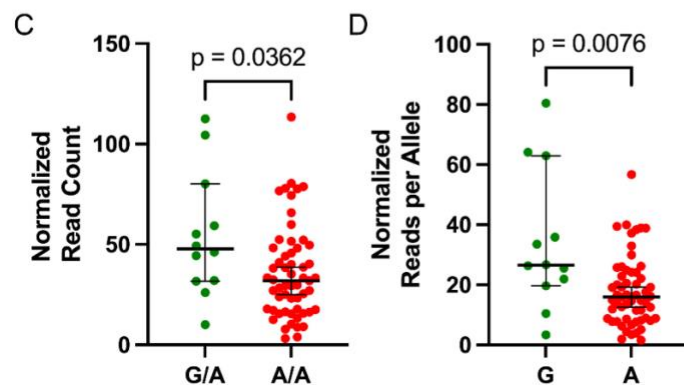 C
150
p = 0.0362
100
Normalized
Read Count
50
0
G/A
A/A
D
100
p = 0.0076
80
60
Normalized
Reads per Allele
40
20
0
G
A